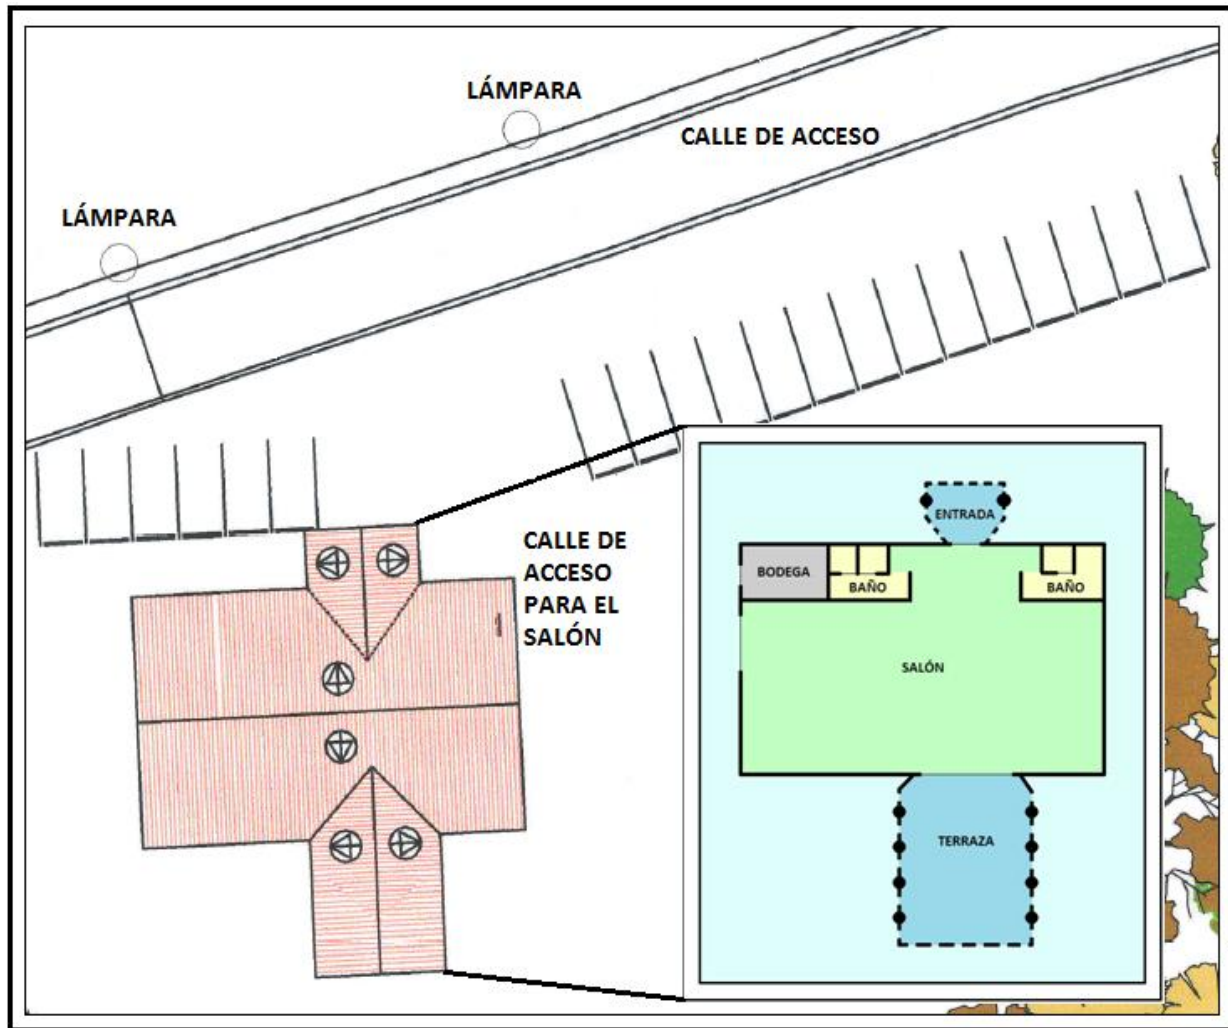 LÁMPARA
CALLE DE ACCESO
LÁMPARA
CALLE DE
ACCESO
PARA EL
SALÓN
ENTRADA
BODEGA
BAÑO
BAÑO
SALÓN
TERRAZA